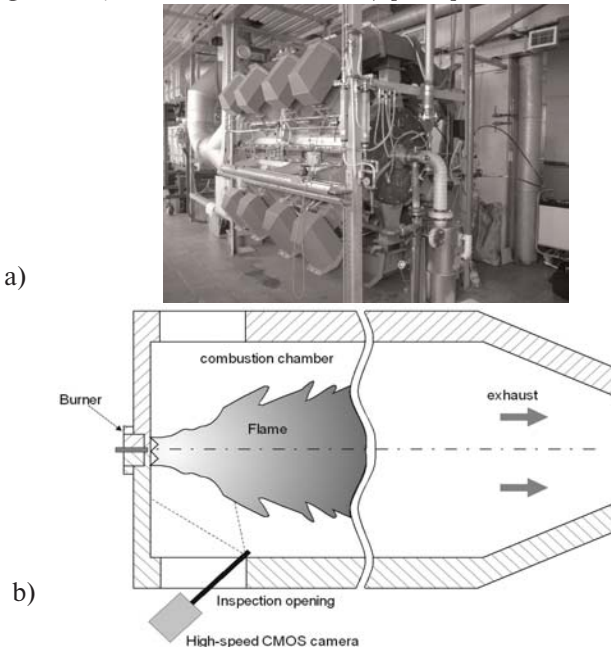 a)
combustion chamber
Burner
exhaust
Flame
b)
Inspection opening
High-speed CMOS camera